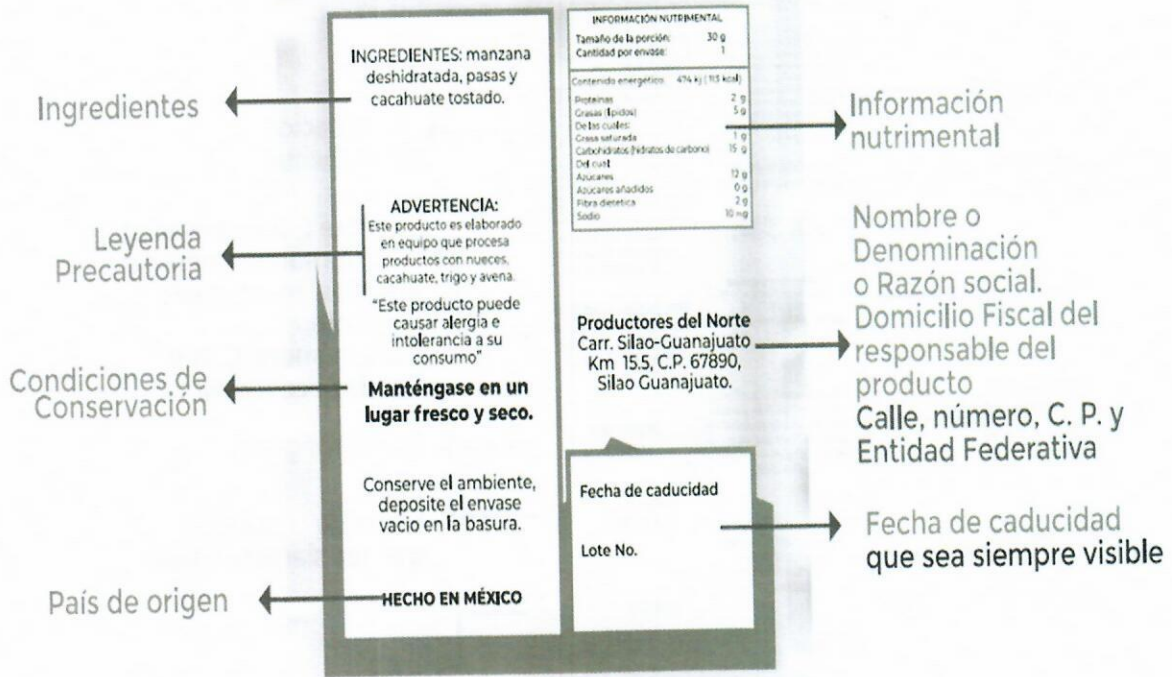 Ingredientes
Leyenda
Precautoria
Condiciones de
Conservación
País de origen
INGREDIENTES: manzana
deshidratada, pasas y
cacahuate tostado.
ADVERTENCIA:
Este producto es elaborado
en equipo que procesa
productos con nueces,
cacahuate, trigo y avena.
"Este producto puede
causar alergia e
intolerancia a su
consumo"
Manténgase en un
lugar fresco y seco.
Conserve el ambiente,
deposite el envase
vacio en la basura.
HECHO EN MÉXICO
INFORMACIÓN NUTRIMENTAL
Tamaño de la porción: 30 g
Cantidad por envase: 1
Contenido energético 474 kj (113 kcal)
Proteínas 2 g
Grasas (lípidos) 5 g
De las cuales:
Grasa saturada 1 g
Carbohidratos (hidratos de carbono) 15 g
Del cual:
Azúcares 12 g
Azúcares añadidos 0 g
Fibra dietetica 2 g
Sodio 10 mg
Productores del Norte
Carr. Silao-Guanajuato
Km 15.5, C.P. 67890,
Silao Guanajuato.
Fecha de caducidad
Lote No.
Información
nutrimental
Nombre o
Denominación
o Razón social.
Domicilio Fiscal del
responsable del
producto
Calle, número, C. P. y
Entidad Federativa
Fecha de caducidad
que sea siempre visible